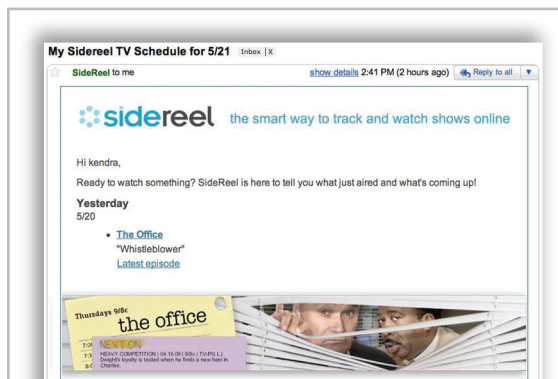 My Sidereel TV Schedule for 5/21 Inbox | X
SideReel to me show details 2:41 PM (2 hours ago) Reply to all
sidereel the smart way to track and watch shows online
Hi kendra,
Ready to watch something? SideReel is here to tell you what just aired and what's coming up!
Yesterday
5/20
• The Office
"Whistleblower"
Latest episode
Thursdays 9/8c
the office
NEXT ON
HEAVY COMPETITION | 04.16.09 | 9/8c | TV-PG L |
Dwight's loyalty is tested when he finds a new hero in
Charles.